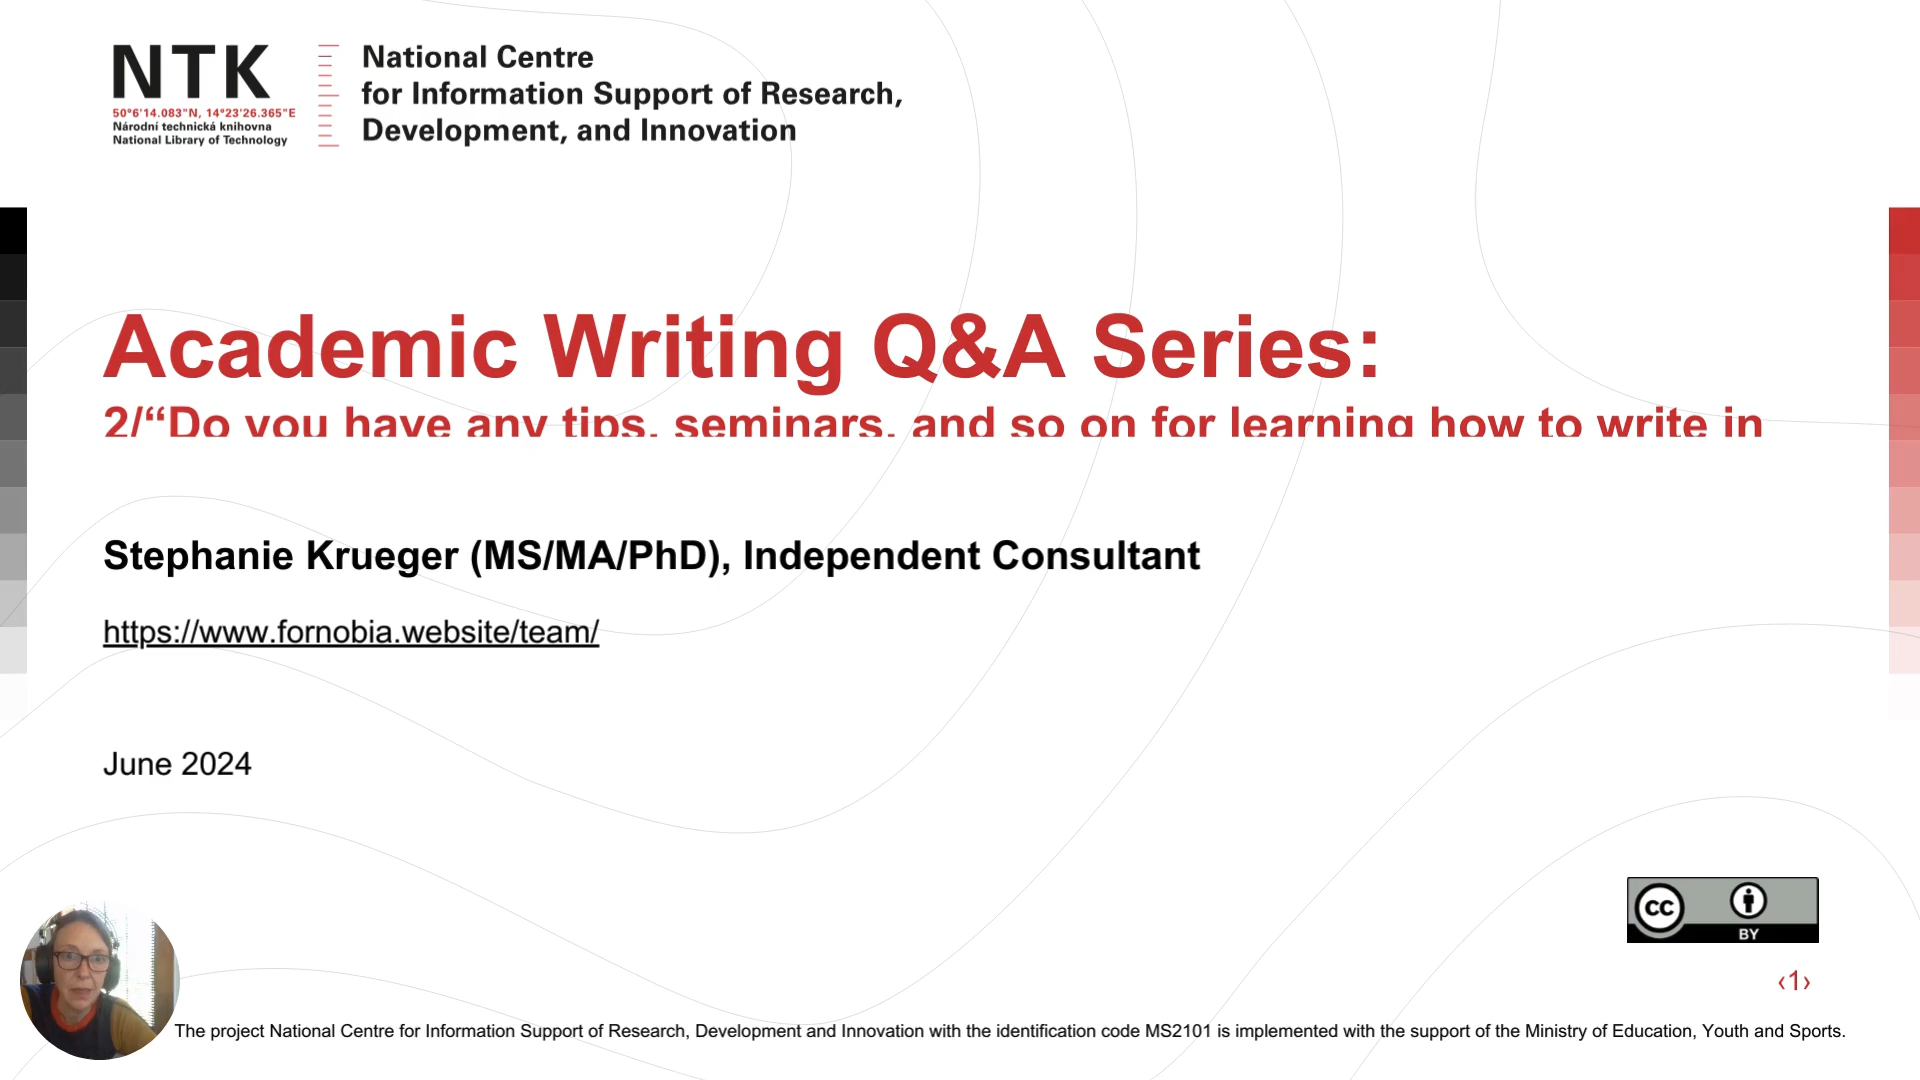 NTK
50°6'14.083"N, 14°23'26.365"E
Národní technická knihovna
National Library of Technology
National Centre
for Information Support of Research,
Development, and Innovation
Academic Writing Q&A Series:
2/“Do you have any tips, seminars, and so on for learning how to write in
Stephanie Krueger (MS/MA/PhD), Independent Consultant
https://www.fornobia.website/team/
June 2024
CC
BY
‹1›
The project National Centre for Information Support of Research, Development and Innovation with the identification code MS2101 is implemented with the support of the Ministry of Education, Youth and Sports.